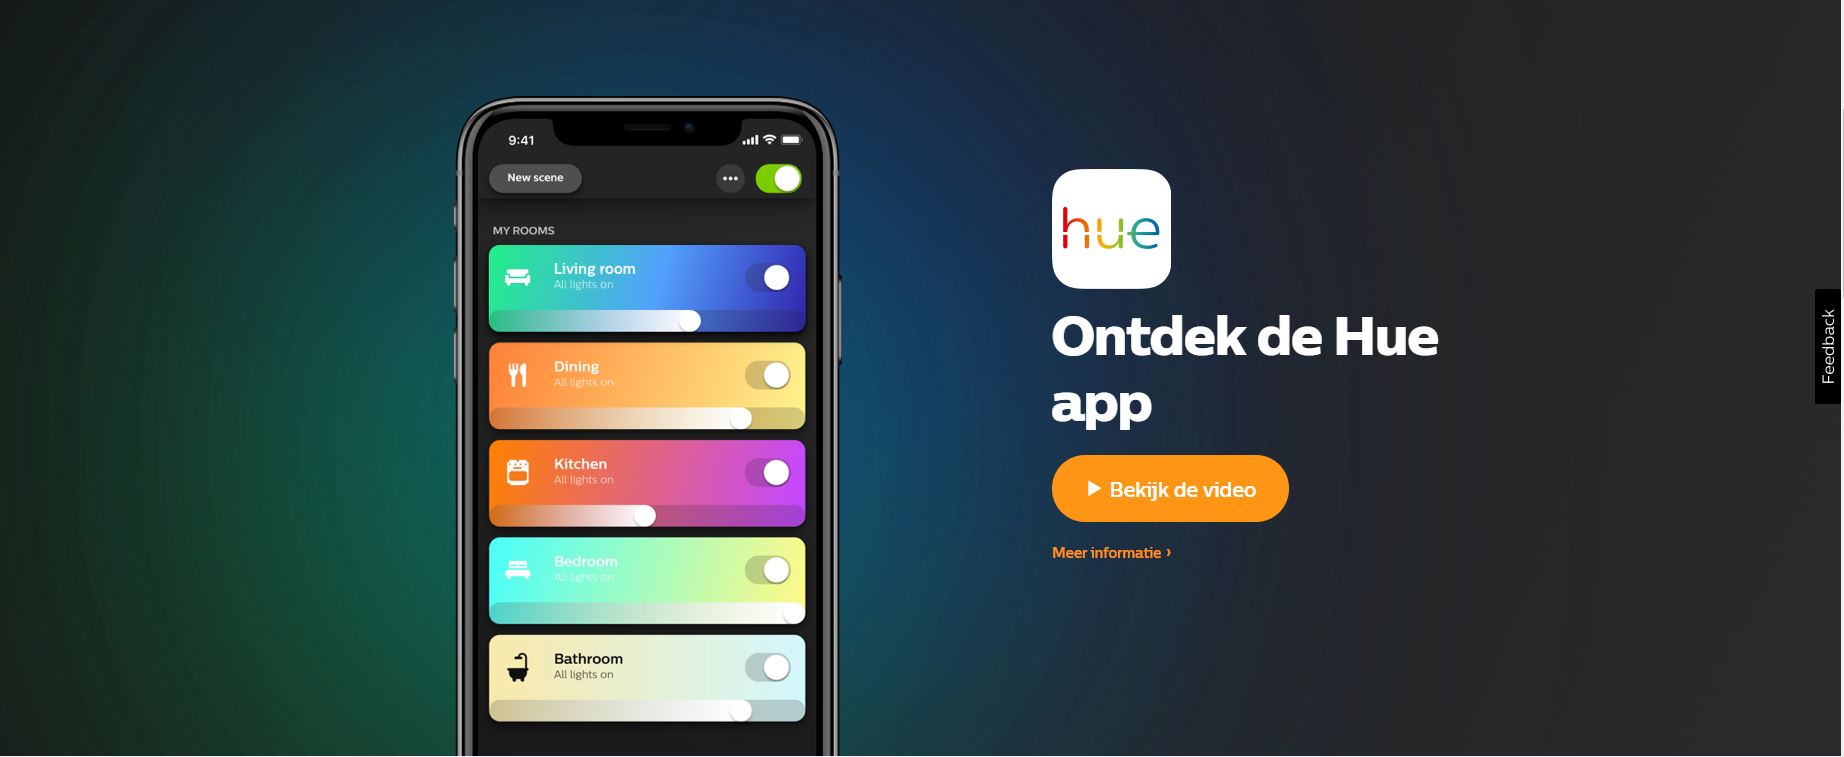 9:41
New scene
MY ROOMS
Living room
All lights on
Dining
All lights on
Kitchen
All lights on
Bedroom
All lights on
Bathroom
All lights on
hue
Ontdek de Hue
app
Bekijk de video
Meer informatie ›
Feedback